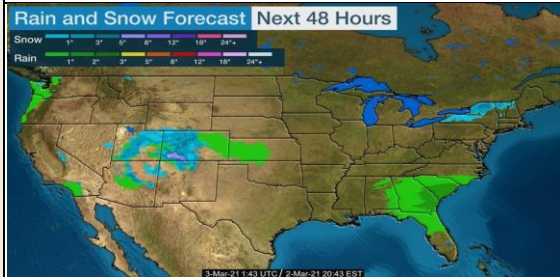 Rain and Snow Forecast Next 48 Hours
Snow
1" 3" 5" 8" 12" 18" 24"+
Rain
1" 2" 3" 5" 8" 12" 18" 24"+
3-Mar-21 1:43 UTC / 2-Mar-21 20:43 EST